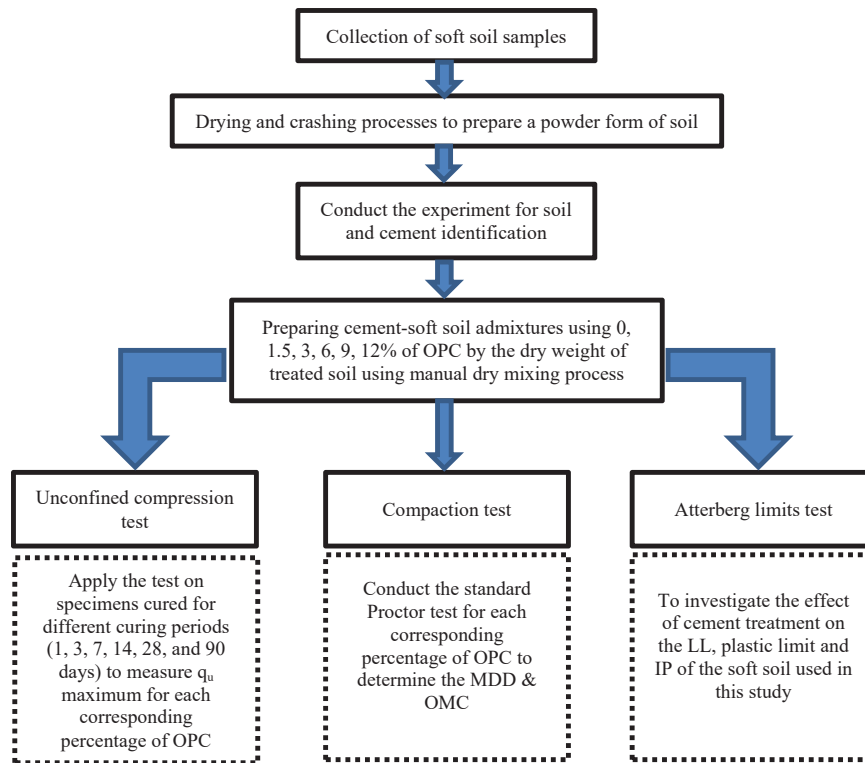 Collection of soft soil samples
Drying and crashing processes to prepare a powder form of soil
Conduct the experiment for soil
and cement identification
Preparing cement-soft soil admixtures using 0,
1.5, 3, 6, 9, 12% of OPC by the dry weight of
treated soil using manual dry mixing process
Unconfined compression
test
Apply the test on
specimens cured for
different curing periods
(1, 3, 7, 14, 28, and 90
days) to measure qᵤ
maximum for each
corresponding
percentage of OPC
Compaction test
Conduct the standard
Proctor test for each
corresponding
percentage of OPC to
determine the MDD &
OMC
Atterberg limits test
To investigate the effect
of cement treatment on
the LL, plastic limit and
IP of the soft soil used in
this study